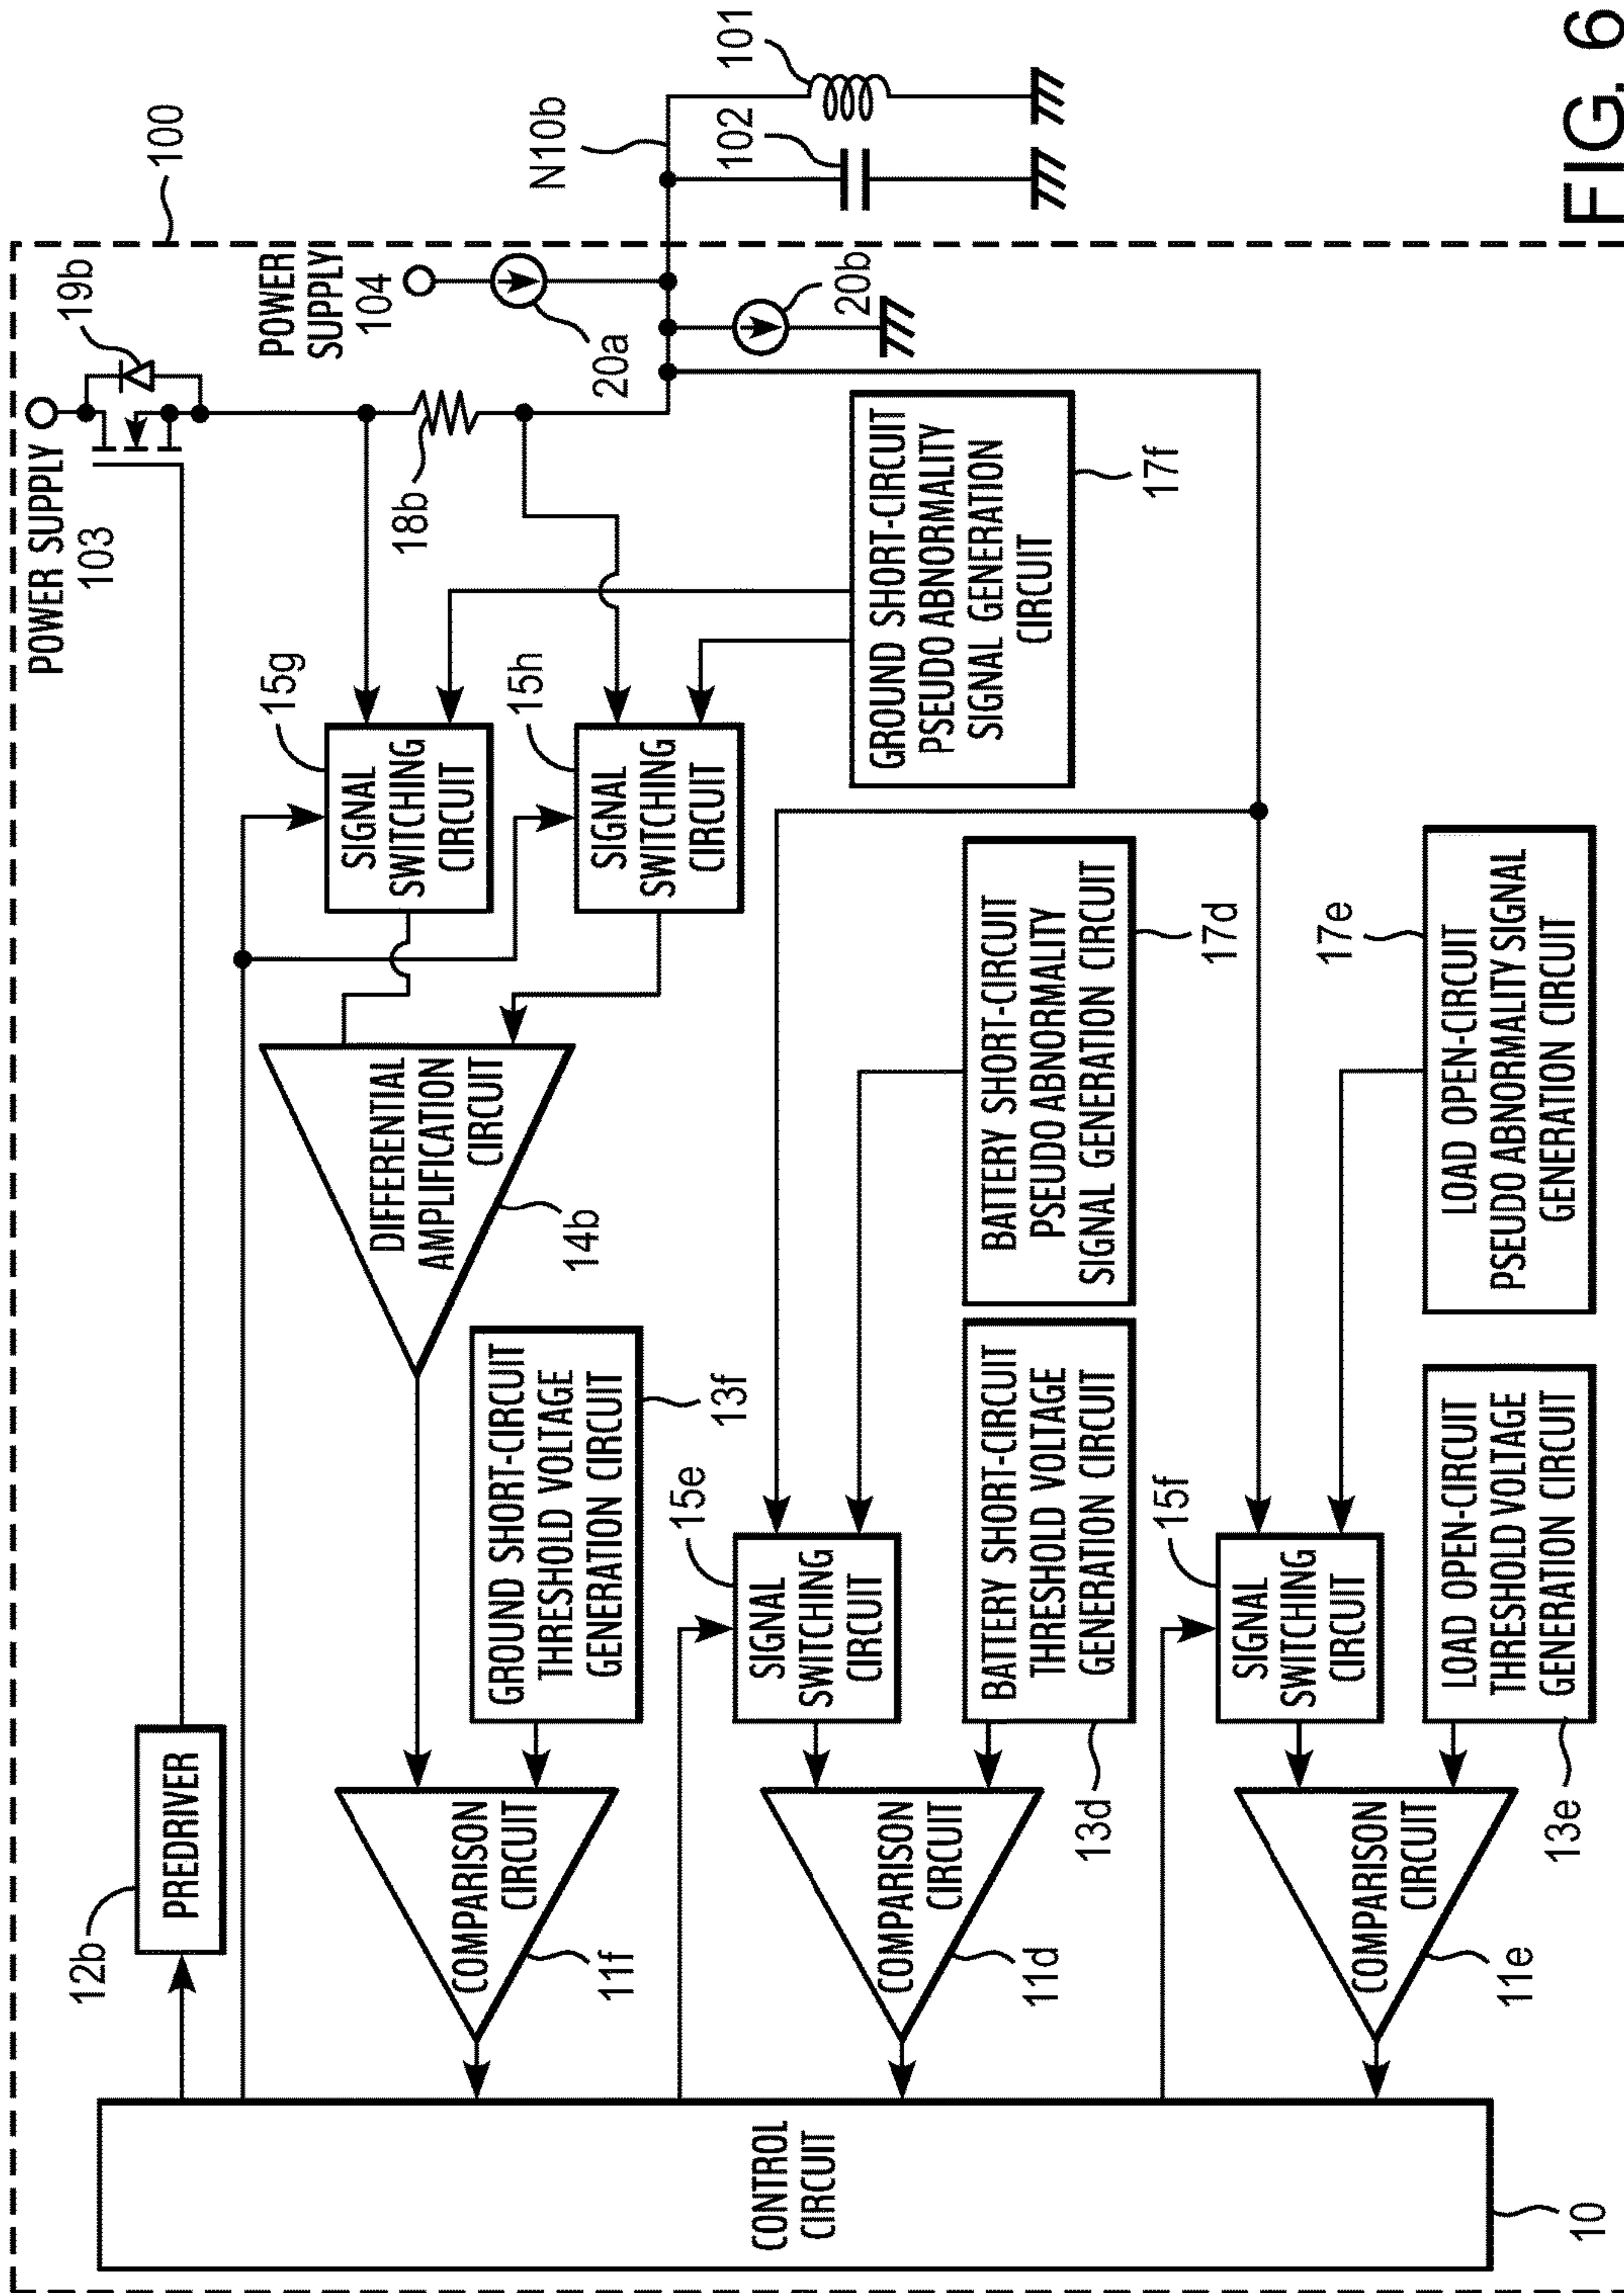 100
POWER SUPPLY
103
19b
POWER
SUPPLY
104
20a
20b
N10b
102
101
18b
12b
PREDRIVER
15g
SIGNAL
SWITCHING
CIRCUIT
15h
SIGNAL
SWITCHING
CIRCUIT
GROUND SHORT-CIRCUIT
PSEUDO ABNORMALITY
SIGNAL GENERATION
CIRCUIT
17f
DIFFERENTIAL
AMPLIFICATION
CIRCUIT
14b
GROUND SHORT-CIRCUIT
THRESHOLD VOLTAGE
GENERATION CIRCUIT
13f
COMPARISON
CIRCUIT
11f
15e
SIGNAL
SWITCHING
CIRCUIT
BATTERY SHORT-CIRCUIT
PSEUDO ABNORMALITY
SIGNAL GENERATION CIRCUIT
17d
BATTERY SHORT-CIRCUIT
THRESHOLD VOLTAGE
GENERATION CIRCUIT
13d
COMPARISON
CIRCUIT
11d
15f
SIGNAL
SWITCHING
CIRCUIT
17e
LOAD OPEN-CIRCUIT
PSEUDO ABNORMALITY SIGNAL
GENERATION CIRCUIT
LOAD OPEN-CIRCUIT
THRESHOLD VOLTAGE
GENERATION CIRCUIT
13e
COMPARISON
CIRCUIT
11e
CONTROL
CIRCUIT
10
FIG. 6